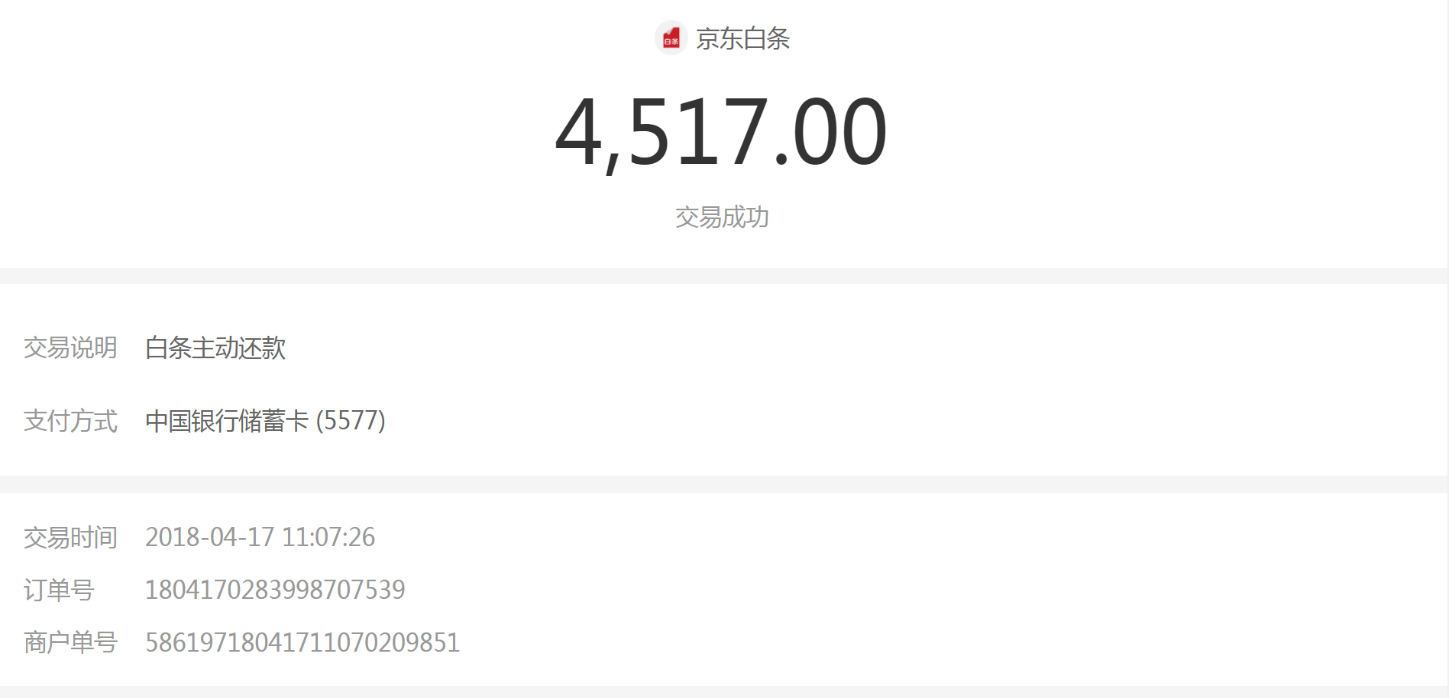 白条
京东白条
4,517.00
交易成功
交易说明 白条主动还款
支付方式 中国银行储蓄卡 (5577)
交易时间 2018-04-17 11:07:26
订单号 1804170283998707539
商户单号 58619718041711070209851